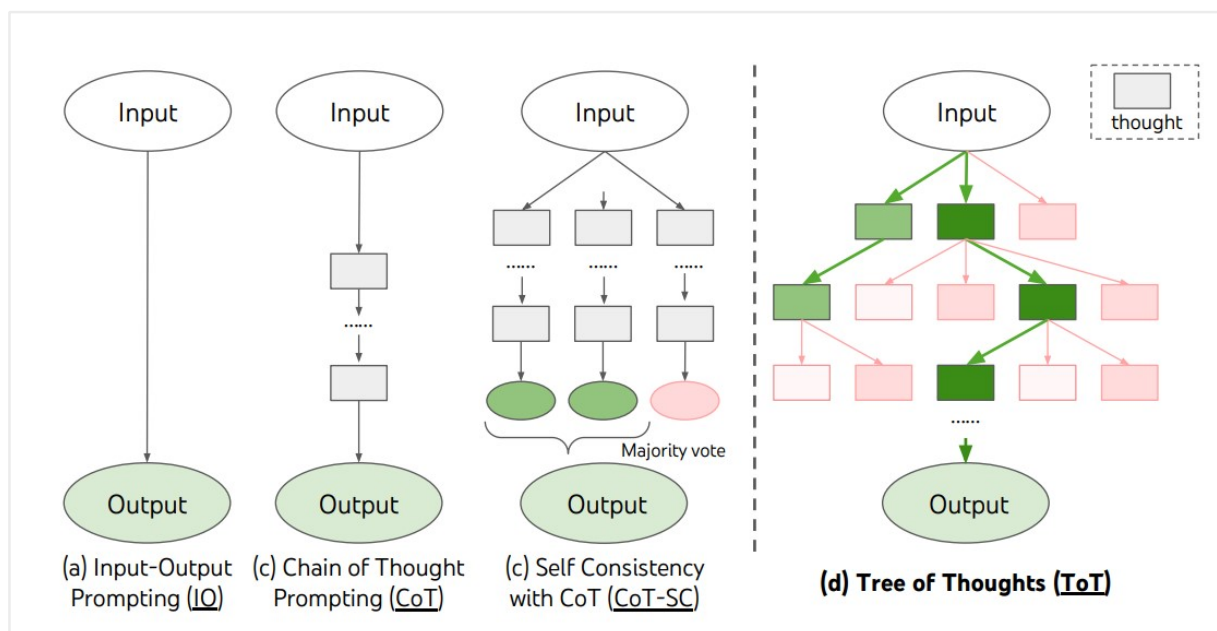 Input
Input
Input
Input
thought
......
......
......
......
......
Majority vote
Output
Output
Output
Output
(a) Input-Output
Prompting (IO)
(c) Chain of Thought
Prompting (CoT)
(c) Self Consistency
with CoT (CoT-SC)
(d) Tree of Thoughts (ToT)